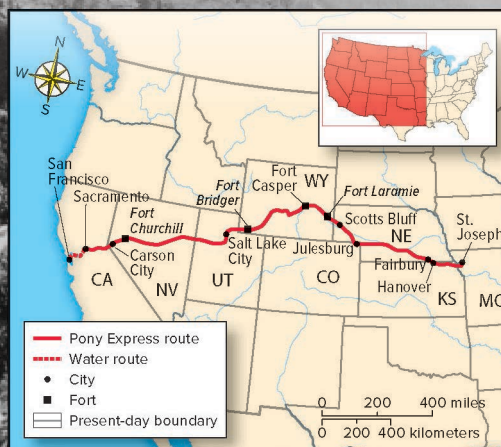 N
W
E
S
San
Francisco
Sacramento
Fort
Churchill
Carson
City
CA
NV
Fort
Bridger
Salt Lake
City
UT
Fort
Casper
WY
Fort Laramie
Scotts Bluff
Julesburg
NE
CO
Fairbury
Hanover
KS
St.
Joseph
MO
Pony Express route
Water route
City
Fort
Present-day boundary
0 200 400 miles
0 200 400 kilometers